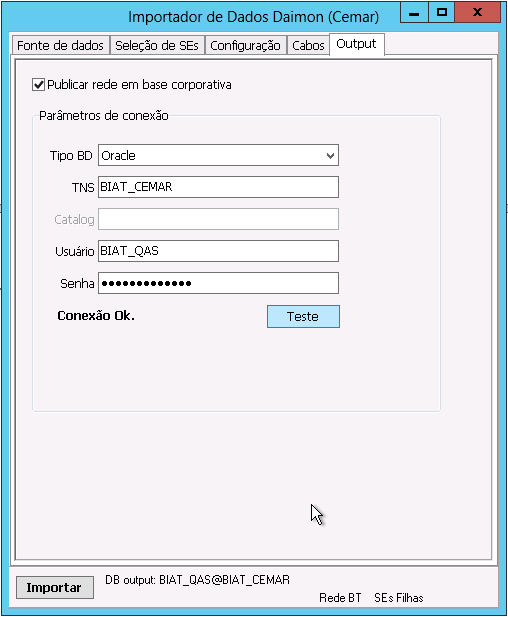 Importador de Dados Daimon (Cemar)
Fonte de dados Seleção de SEs Configuração Cabos Output
Publicar rede em base corporativa
Parâmetros de conexão
Tipo BD Oracle
TNS BIAT_CEMAR
Catalog
Usuário BIAT_QAS
Senha •••••••••••••
Conexão Ok. Teste
Importar DB output: BIAT_QAS@BIAT_CEMAR
Rede BT SEs Filhas